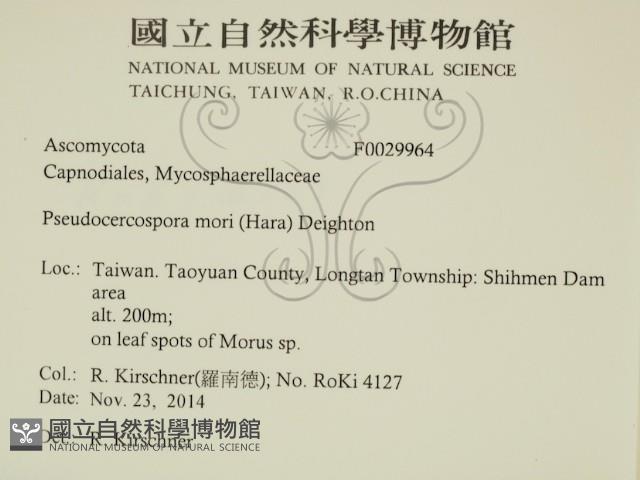 國立自然科學博物館
NATIONAL MUSEUM OF NATURAL SCIENCE
TAICHUNG, TAIWAN, R.O.CHINA
Ascomycota F0029964
Capnodiales, Mycosphaerellaceae
Pseudocercospora mori (Hara) Deighton
Loc.: Taiwan. Taoyuan County, Longtan Township: Shihmen Dam
area
alt. 200m;
on leaf spots of Morus sp.
Col.: R. Kirschner(羅南德); No. RoKi 4127
Date: Nov. 23, 2014
Det.: R. Kirschner
國立自然科學博物館
NATIONAL MUSEUM OF NATURAL SCIENCE